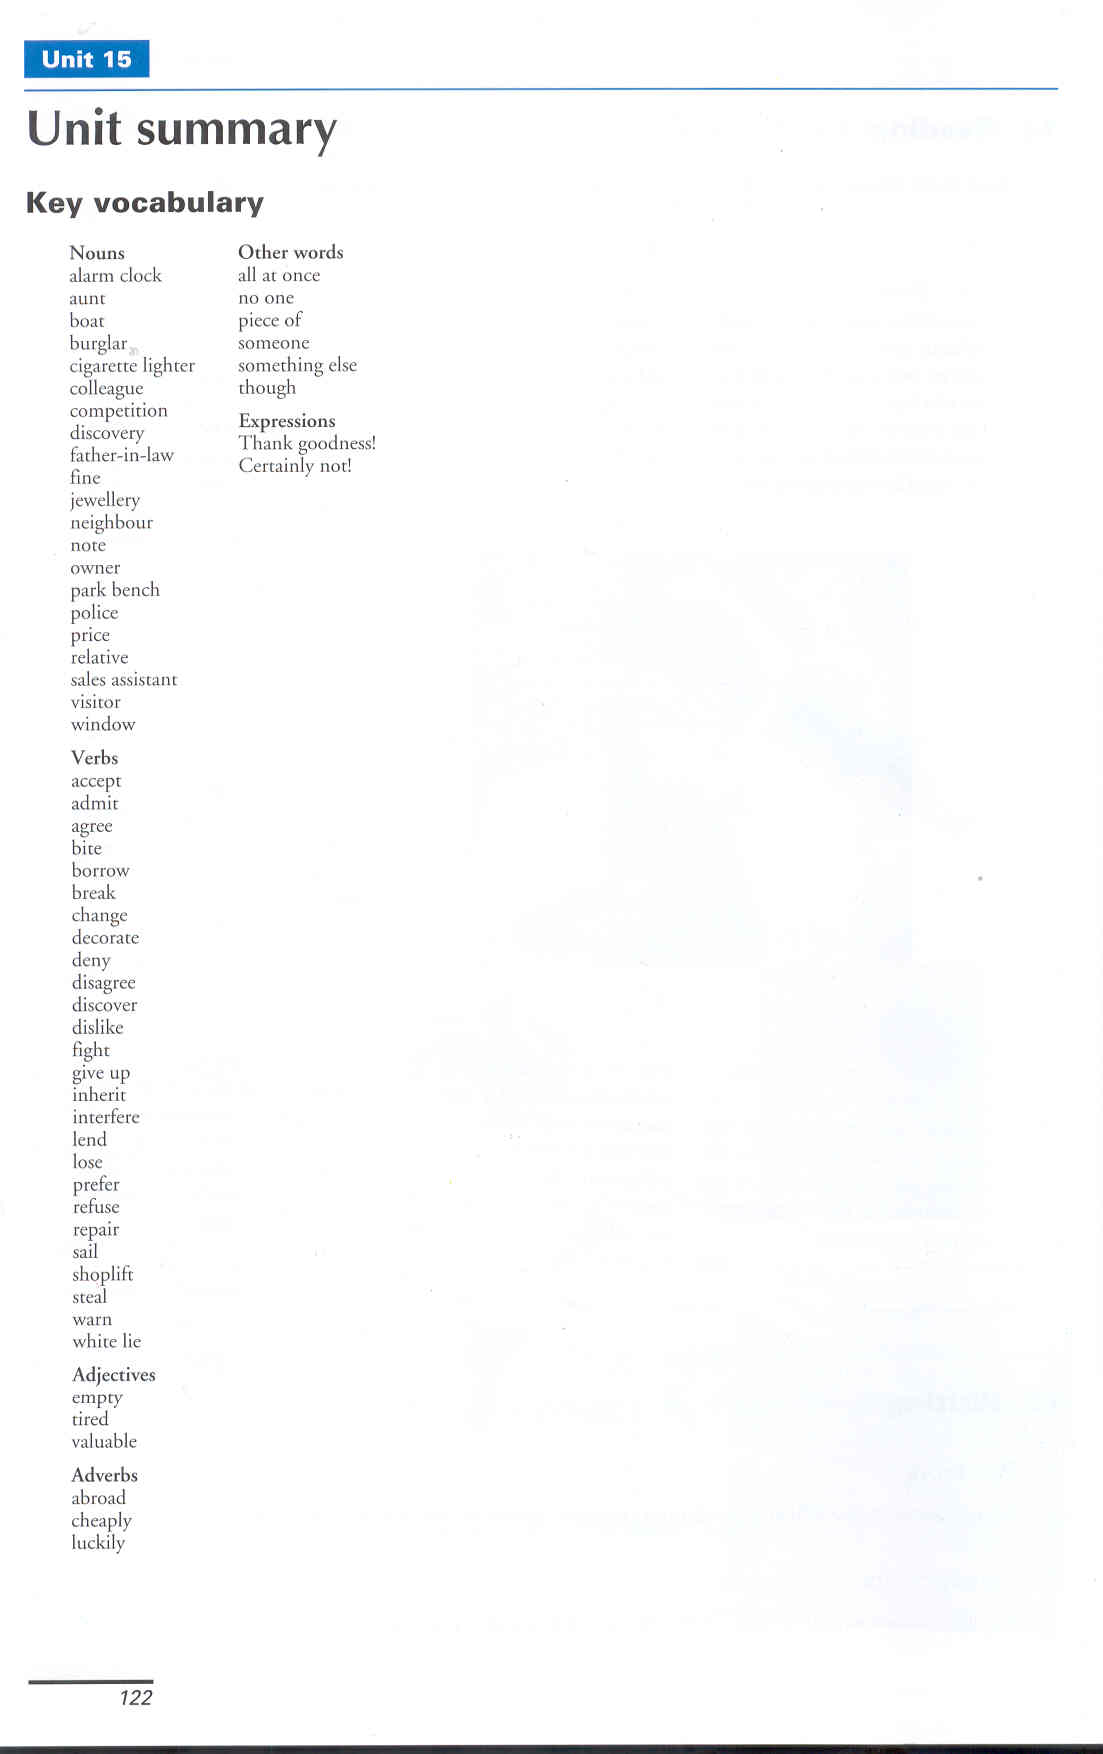 Unit 15
Unit summary
Key vocabulary
Nouns
alarm clock
aunt
boat
burglar
cigarette lighter
colleague
competition
discovery
father-in-law
fine
jewellery
neighbour
note
owner
park bench
police
price
relative
sales assistant
visitor
window
Verbs
accept
admit
agree
bite
borrow
break
change
decorate
deny
disagree
discover
dislike
fight
give up
inherit
interfere
lend
lose
prefer
refuse
repair
sail
shoplift
steal
warn
white lie
Adjectives
empty
tired
valuable
Adverbs
abroad
cheaply
luckily
Other words
all at once
no one
piece of
someone
something else
though
Expressions
Thank goodness!
Certainly not!
122